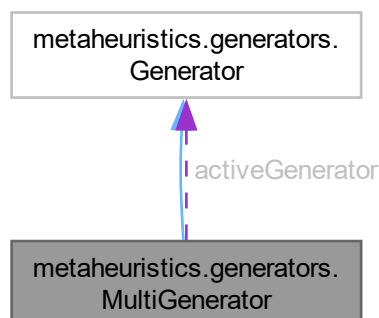 metaheuristics.generators.
Generator
activeGenerator
metaheuristics.generators.
MultiGenerator